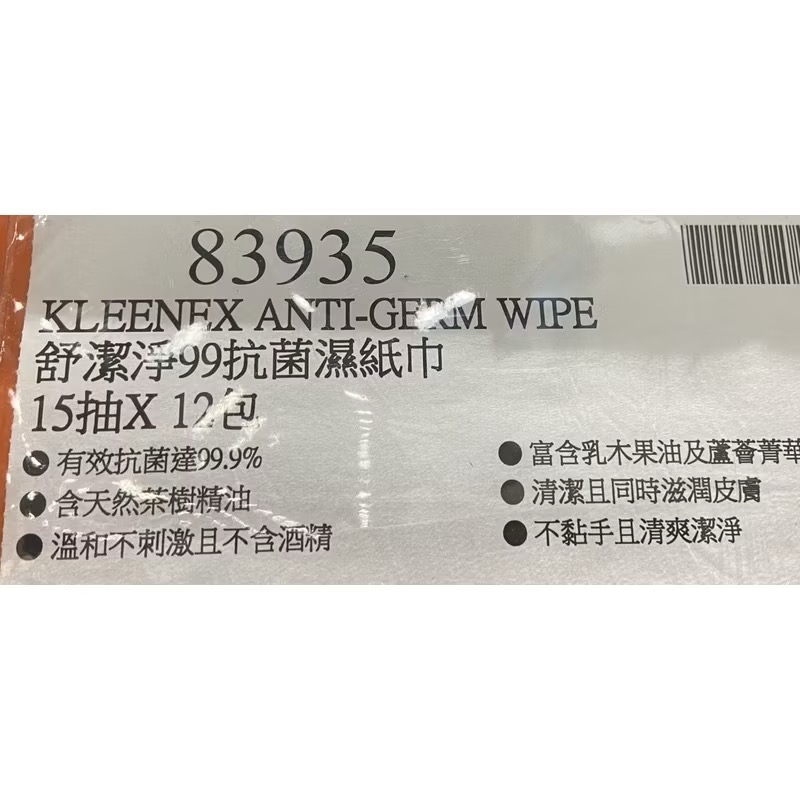 83935
KLEENEX ANTI-GERM WIPE
舒潔淨99抗菌濕紙巾
15抽X 12包
●有效抗菌達99.9%
●含天然茶樹精油
●溫和不刺激且不含酒精
●富含乳木果油及蘆薈菁華
●清潔且同時滋潤皮膚
●不黏手且清爽潔淨